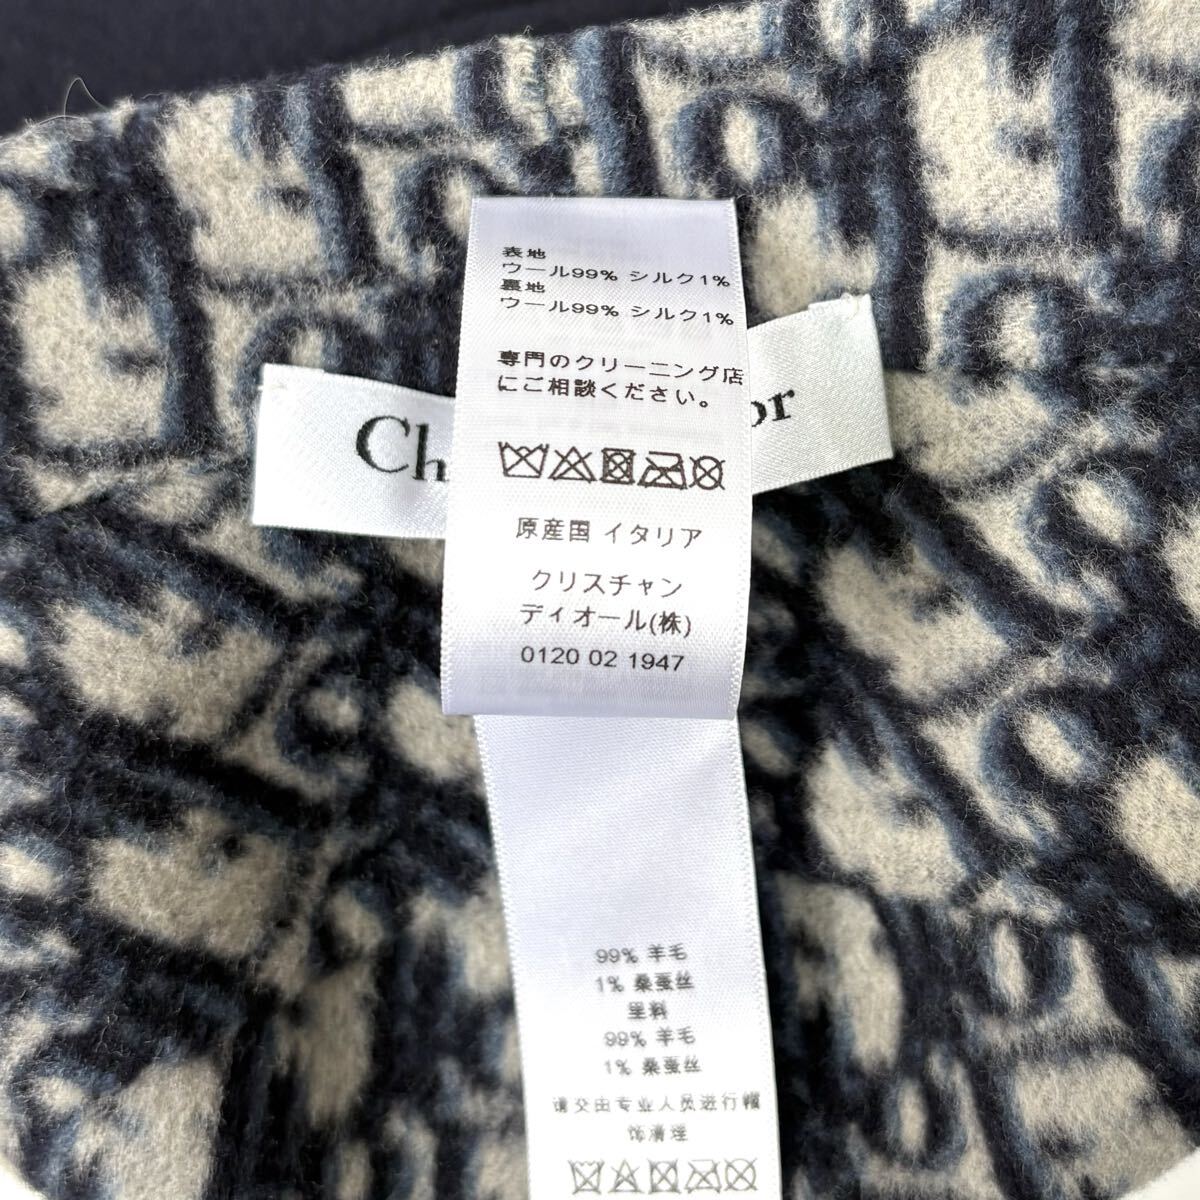 表地
ウール99% シルク1%
裏地
ウール99% シルク1%
専門のクリーニング店
にご相談ください。
Ch or
原産国 イタリア
クリスチャン
ディオール(株)
0120 02 1947
99% 羊毛
1% 桑蚕丝
里料
99% 羊毛
1% 桑蚕丝
请交由专业人员进行帽
饰清理